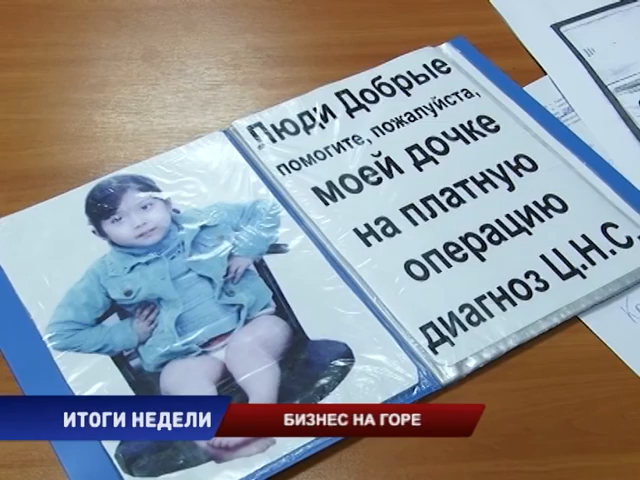 Люди Добрые
помогите, пожалуйста,
моей дочке
на платную
операцию
диагноз Ц.Н.С.
ИТОГИ НЕДЕЛИ
БИЗНЕС НА ГОРЕ